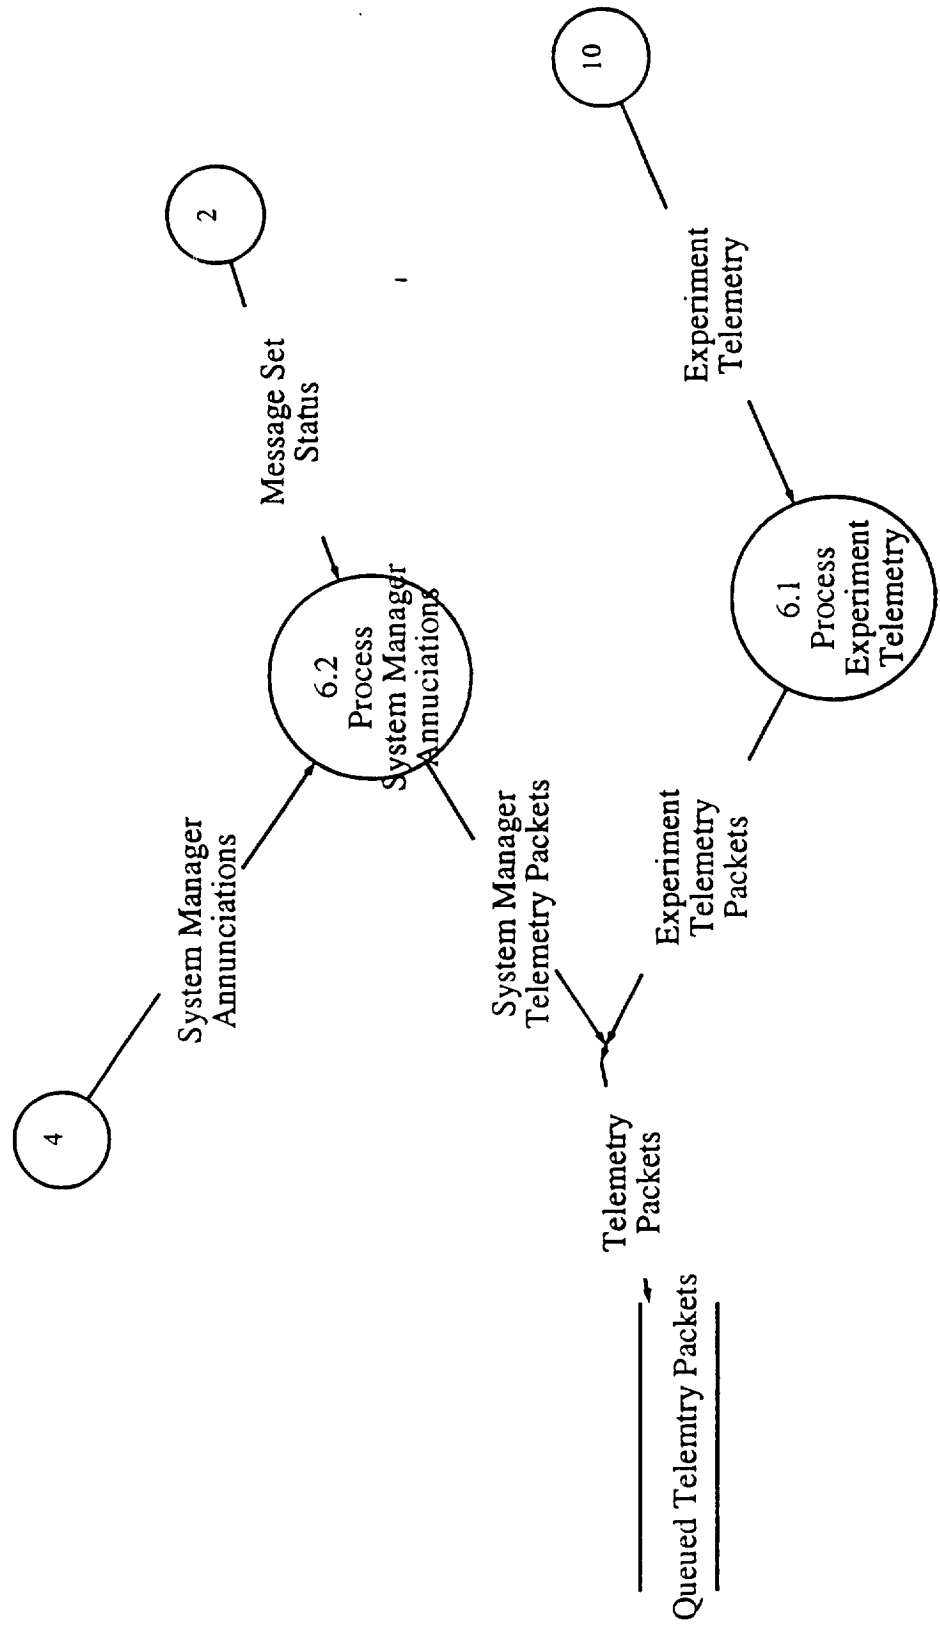 4
System Manager
Annunciations
2
Message Set
Status
6.2
Process
System Manager
Annuciations
System Manager
Telemetry Packets
10
Experiment
Telemetry
6.1
Process
Experiment
Telemetry
Experiment
Telemetry
Packets
Telemetry
Packets
Queued Telemtry Packets